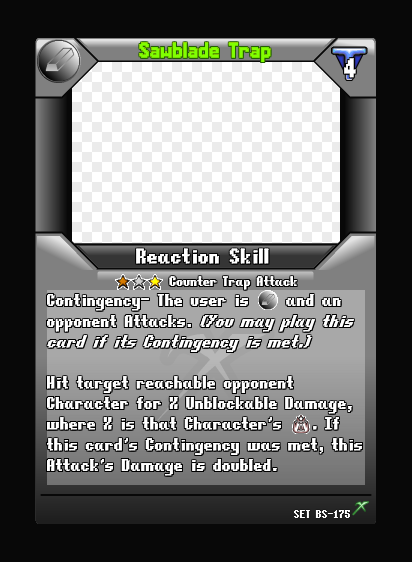 Sawblade Trap
4
Reaction Skill
Counter Trap Attack
Contingency- The user is and an
opponent Attacks. (You may play this
card if its Contingency is met.)
Hit target reachable opponent
Character for X Unblockable Damage,
where X is that Character's . If
this card's Contingency was met, this
Attack's Damage is doubled.
SET BS-175